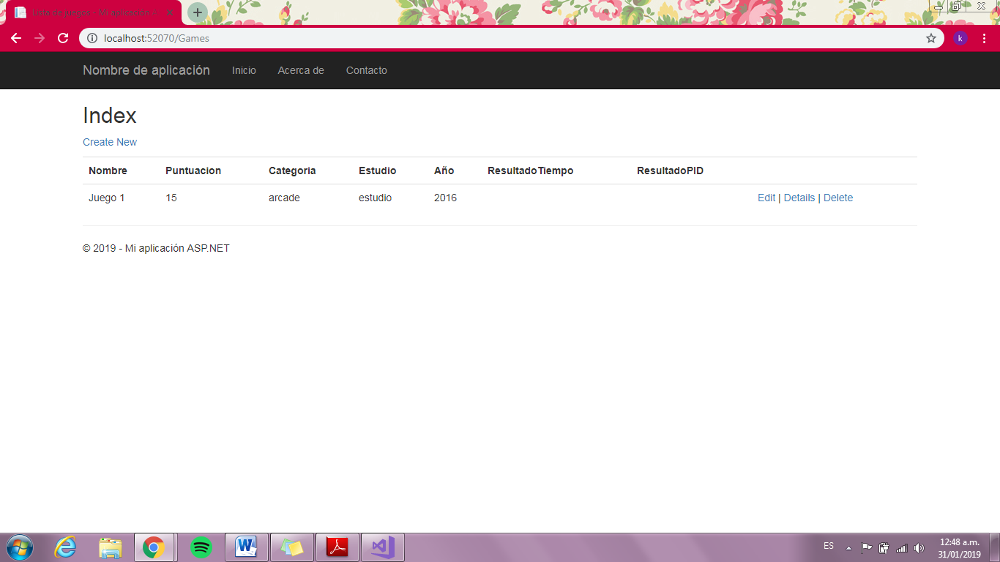 Lista de juegos - Mi aplicación
localhost:52070/Games
k
Nombre de aplicación Inicio Acerca de Contacto
Index
Create New
Nombre Puntuacion Categoria Estudio Año ResultadoTiempo ResultadoPID
Juego 1 15 arcade estudio 2016 Edit | Details | Delete
© 2019 - Mi aplicación ASP.NET
ES
12:48 a.m.
31/01/2019